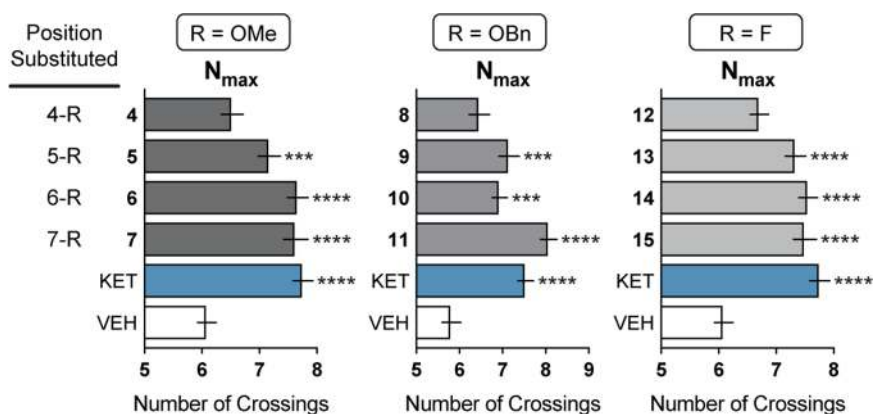 Position
Substituted
4-R
5-R
6-R
7-R
R = OMe
Nmax
4
5 ***
6 ****
7 ****
KET ****
VEH
5 6 7 8
Number of Crossings
R = OBn
Nmax
8
9 ***
10 ***
11 ****
KET ****
VEH
5 6 7 8 9
Number of Crossings
R = F
Nmax
12
13 ****
14 ****
15 ****
KET ****
VEH
5 6 7 8
Number of Crossings